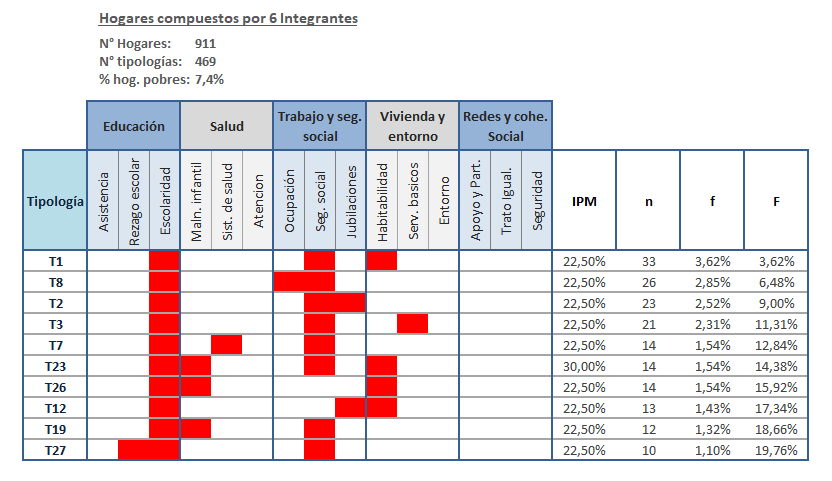 Hogares compuestos por 6 Integrantes
N° Hogares: 911
N° tipologías: 469
% hog. pobres: 7,4%
Educación Salud Trabajo y seg. social Vivienda y entorno Redes y cohe. Social
Tipología Asistencia Rezago escolar Escolaridad Maln. infantil Sist. de salud Atencion Ocupación Seg. social Jubilaciones Habitabilidad Serv. basicos Entorno Apoyo y Part. Trato Igual. Seguridad IPM n f F
T1 22,50% 33 3,62% 3,62%
T8 22,50% 26 2,85% 6,48%
T2 22,50% 23 2,52% 9,00%
T3 22,50% 21 2,31% 11,31%
T7 22,50% 14 1,54% 12,84%
T23 30,00% 14 1,54% 14,38%
T26 22,50% 14 1,54% 15,92%
T12 22,50% 13 1,43% 17,34%
T19 22,50% 12 1,32% 18,66%
T27 22,50% 10 1,10% 19,76%